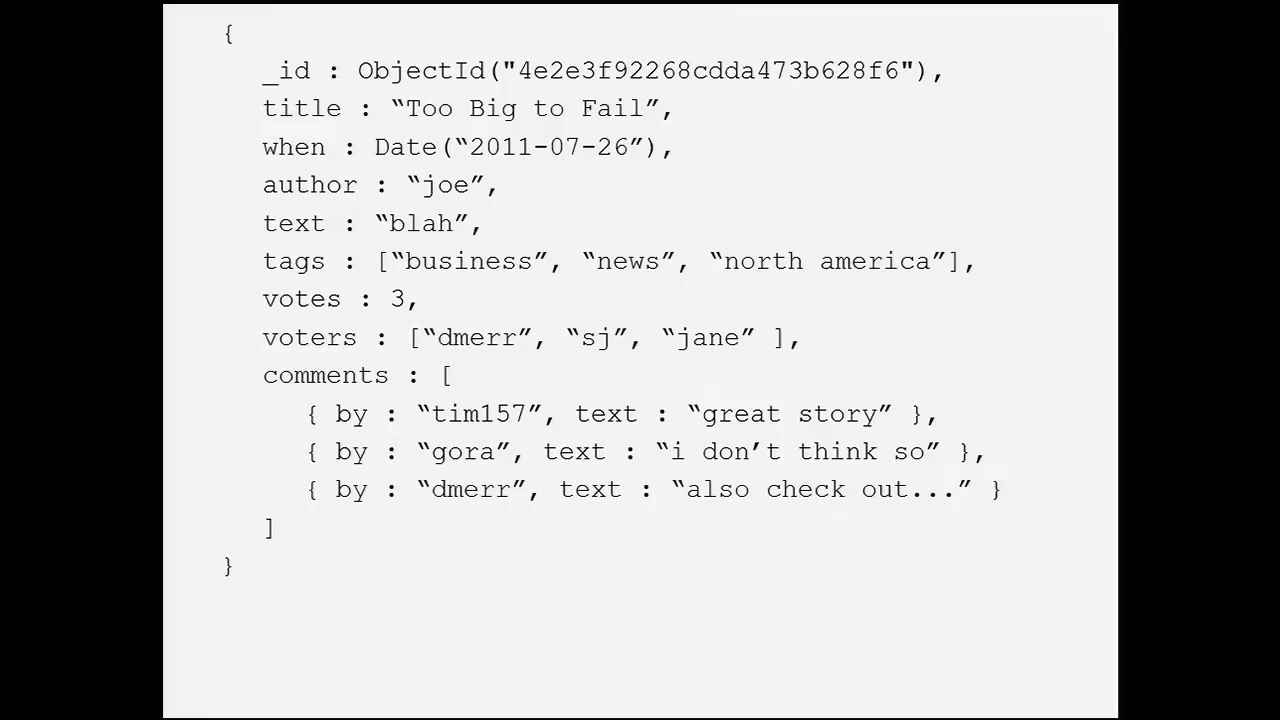 {
_id : ObjectId("4e2e3f92268cdda473b628f6"),
title : “Too Big to Fail”,
when : Date(“2011-07-26”),
author : “joe”,
text : “blah”,
tags : [“business”, “news”, “north america”],
votes : 3,
voters : [“dmerr”, “sj”, “jane” ],
comments : [
{ by : “tim157”, text : “great story” },
{ by : “gora”, text : “i don’t think so” },
{ by : “dmerr”, text : “also check out...” }
]
}